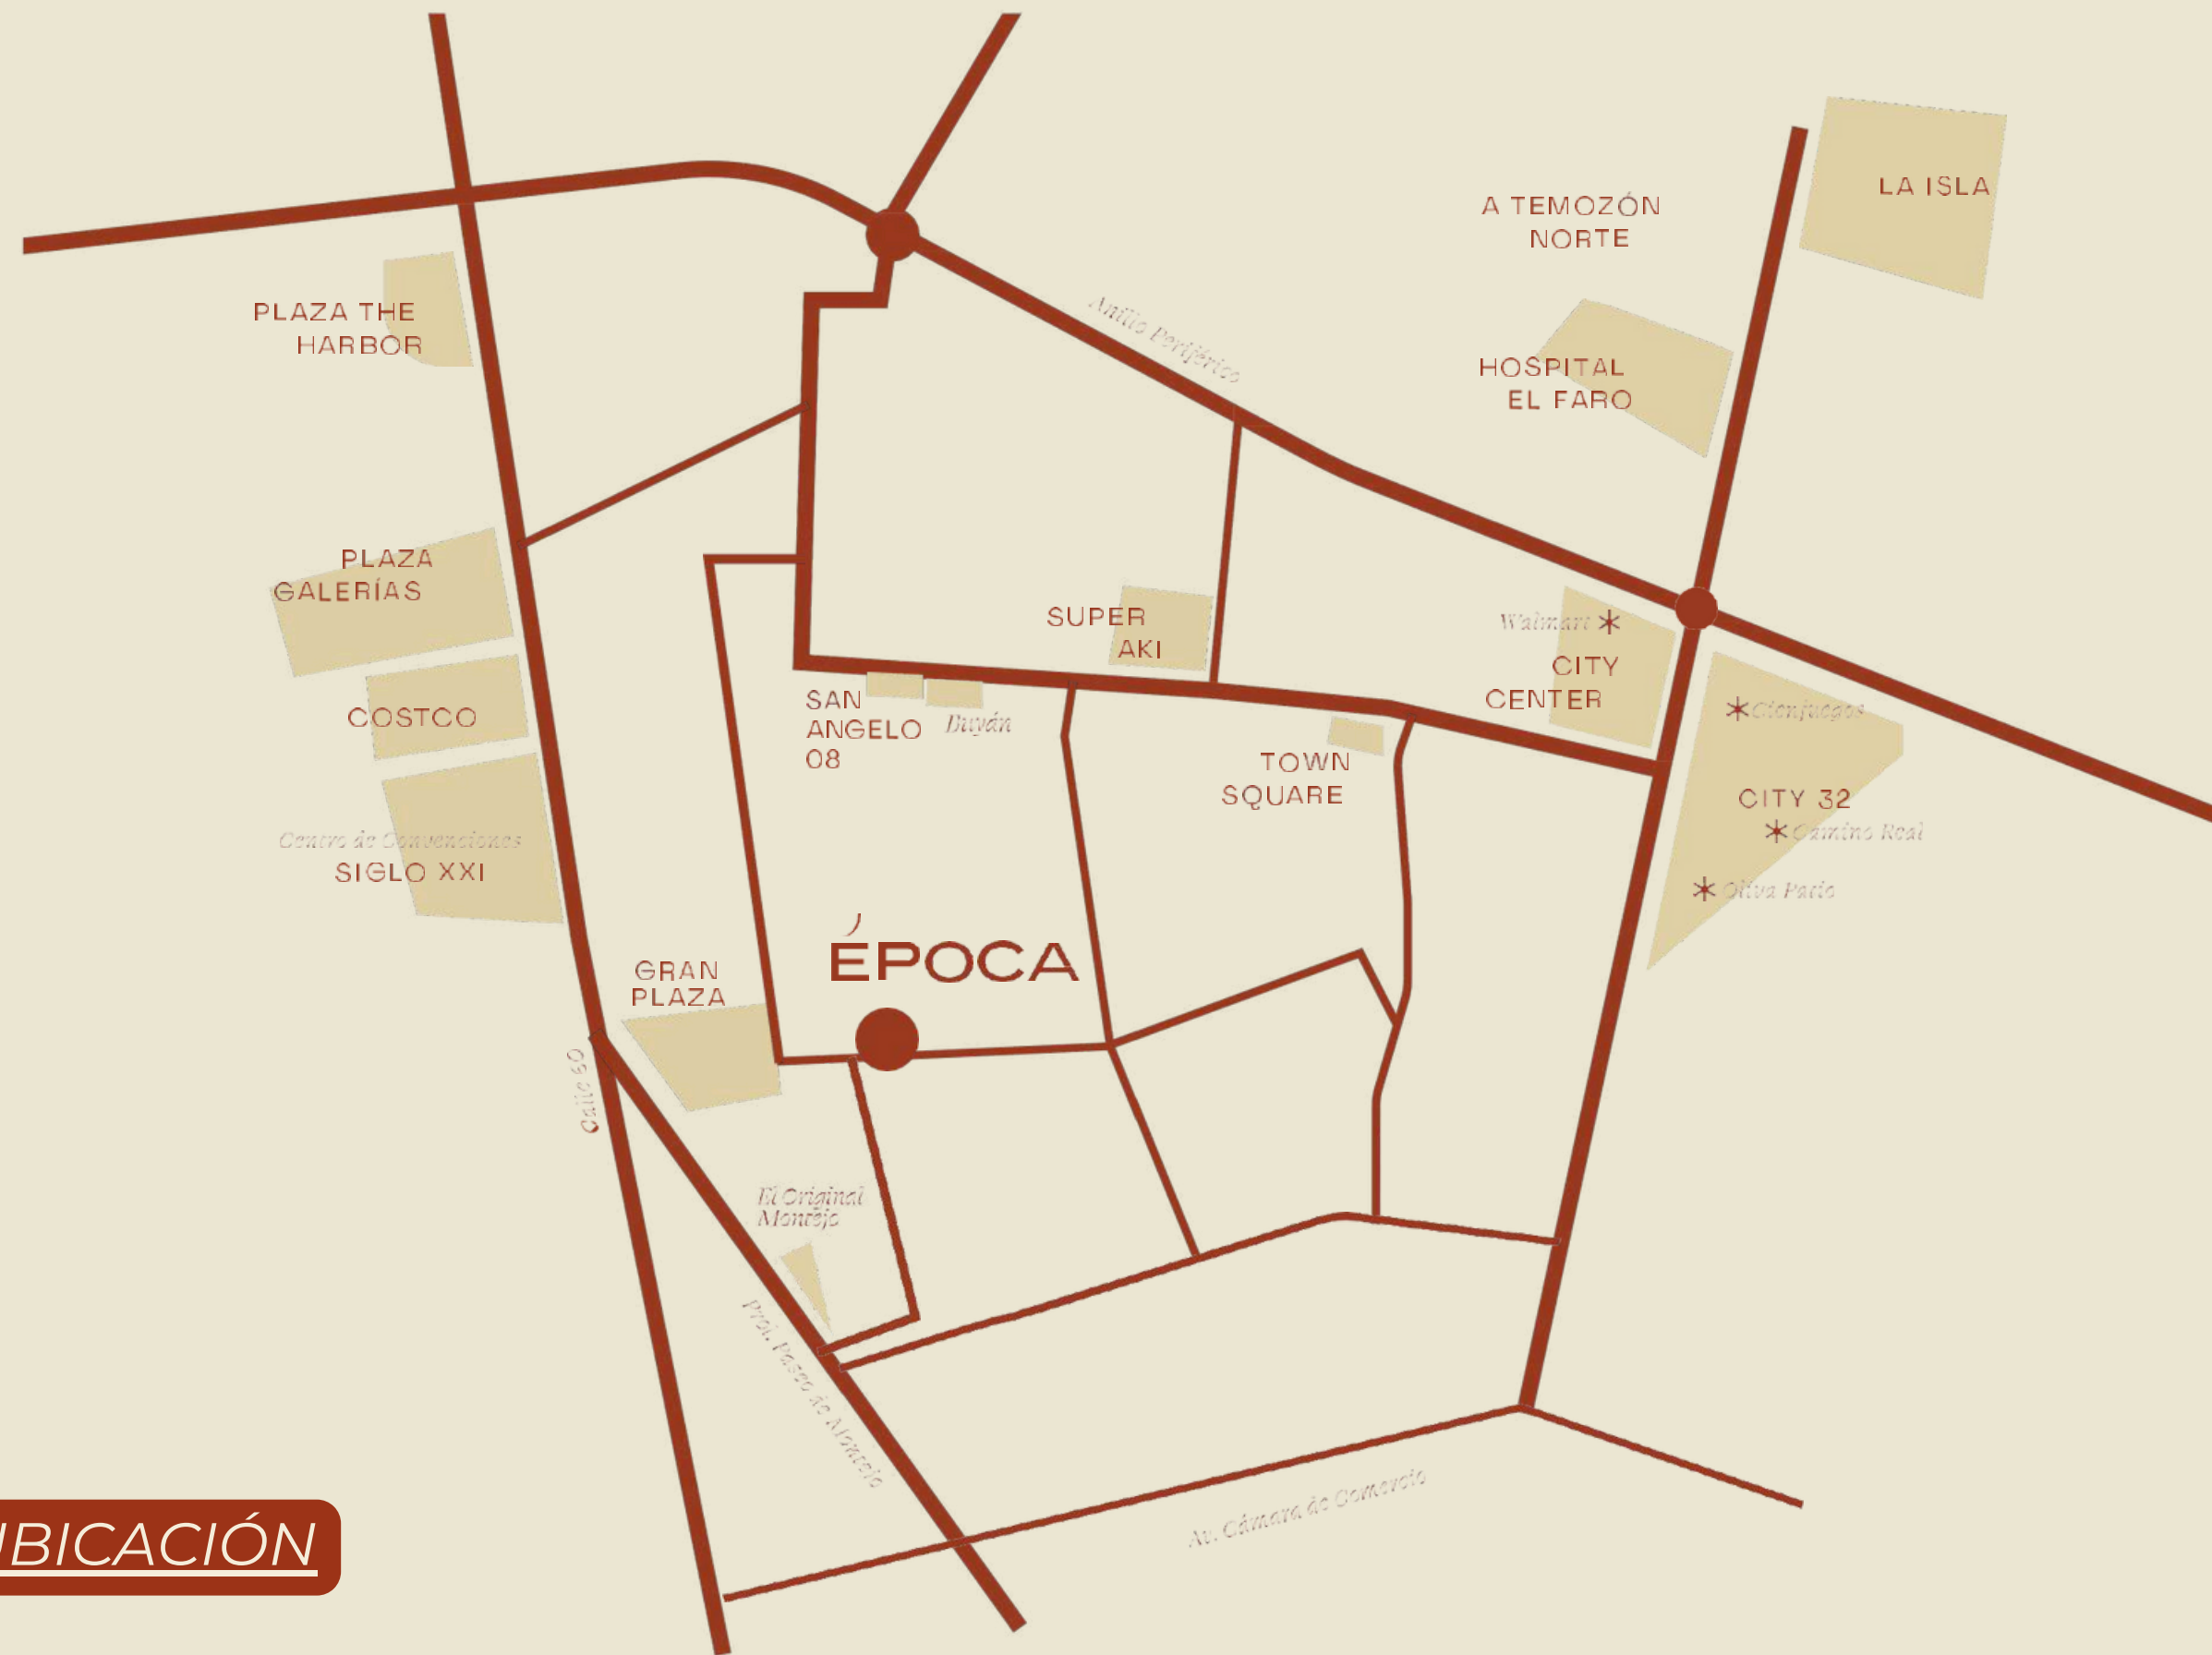 LA ISLA
A TEMOZÓN
NORTE
PLAZA THE
HARBOR
Anillo Periférico
HOSPITAL
EL FARO
PLAZA
GALERÍAS
SUPER
AKI
Walmart
CITY
CENTER
COSTCO
SAN
ANGELO
08
Buyán
Cienfuegos
TOWN
SQUARE
CITY 32
Camino Real
Centro de Convenciones
SIGLO XXI
Oliva Patio
ÉPOCA
GRAN
PLAZA
Calle 60
El Original
Montejo
Prol. Paseo de Montejo
Av. Cámara de Comercio
UBICACIÓN